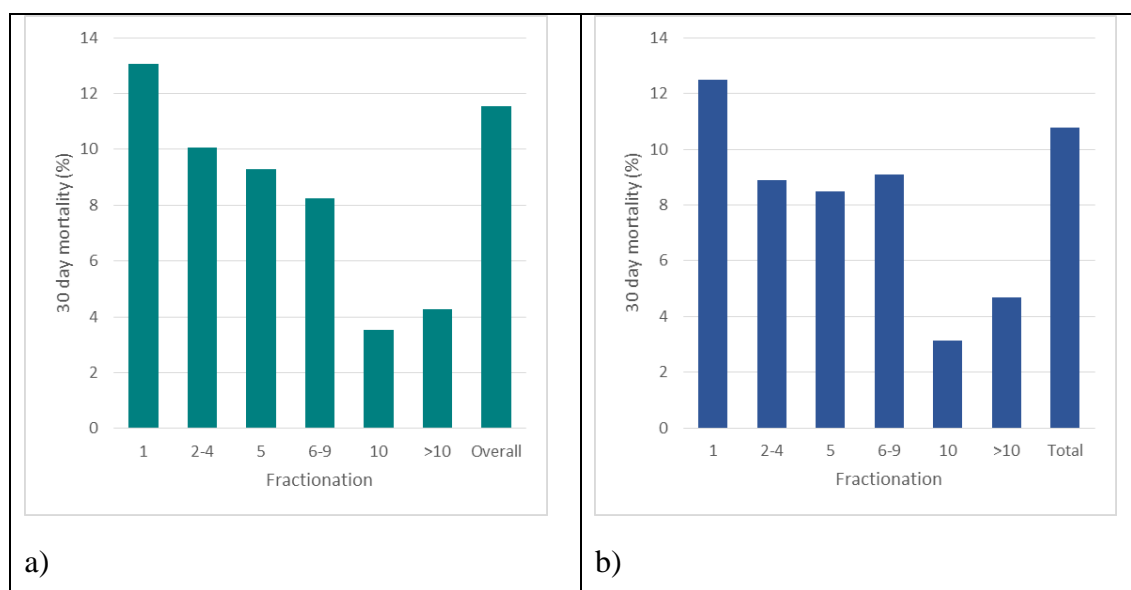 14
12
10
8
6
4
2
0
30 day mortality (%)
1 2-4 5 6-9 10 >10 Overall
Fractionation
a)
14
12
10
8
6
4
2
0
30 day mortality (%)
1 2-4 5 6-9 10 >10 Total
Fractionation
b)